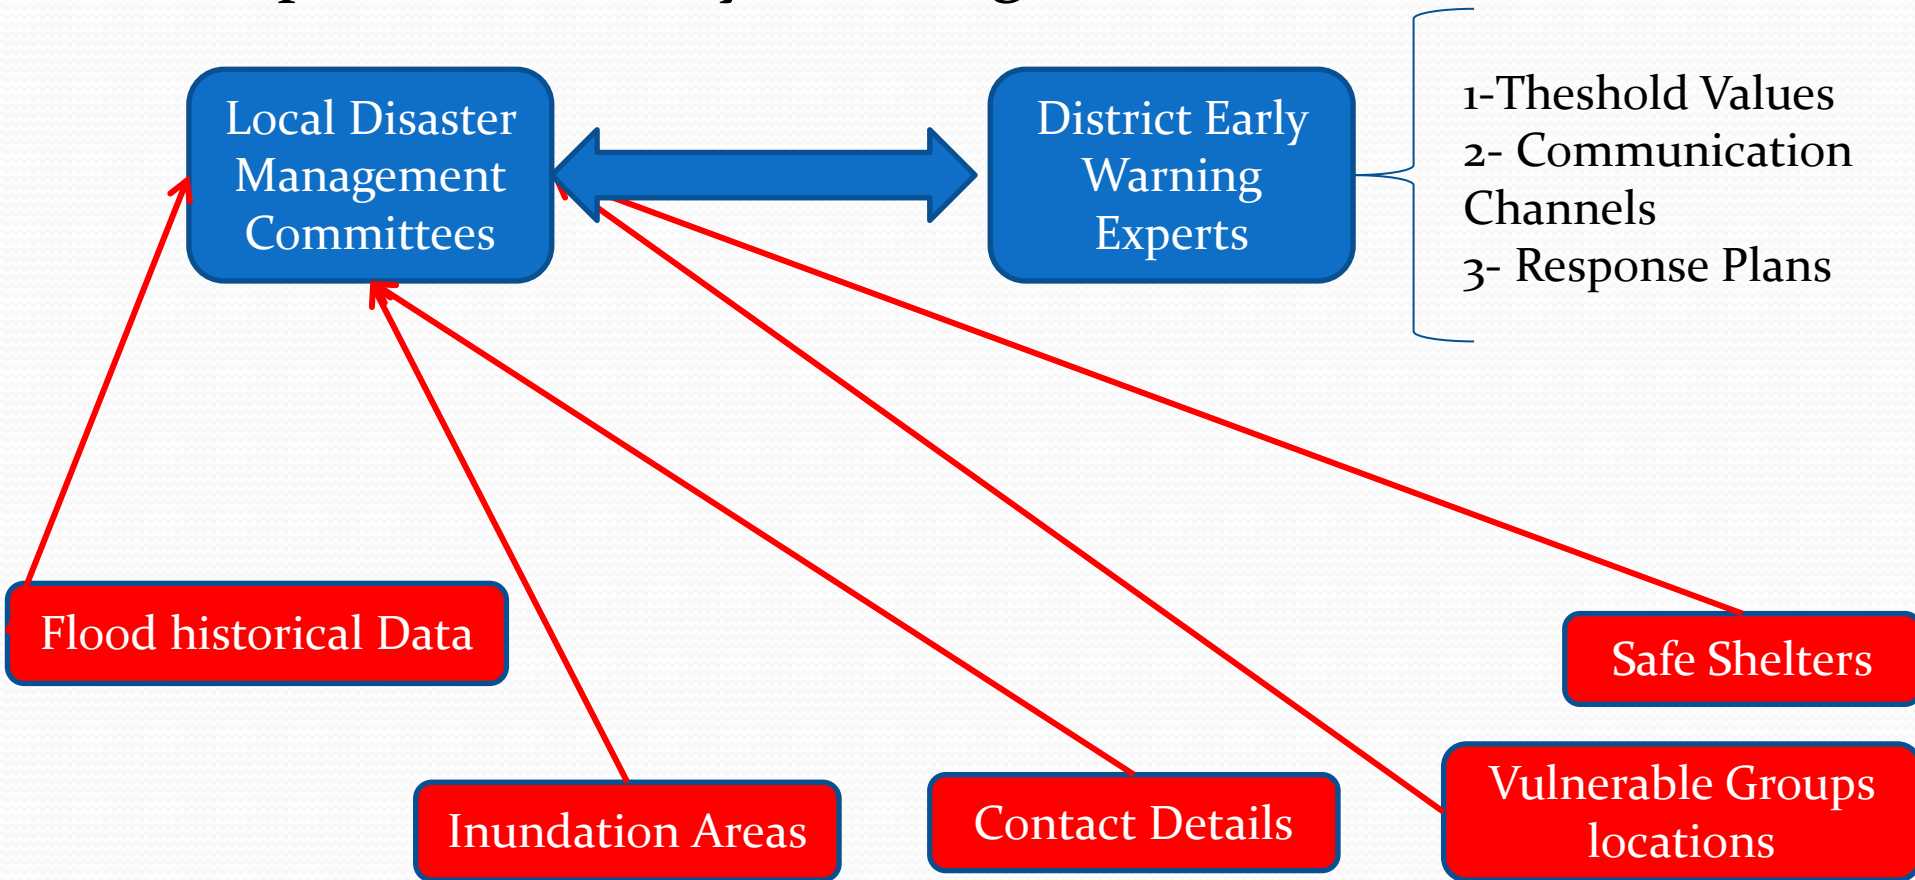 Local Disaster
Management
Committees
District Early
Warning
Experts
1-Theshold Values
2- Communication
Channels
3- Response Plans
Flood historical Data
Safe Shelters
Inundation Areas
Contact Details
Vulnerable Groups
locations